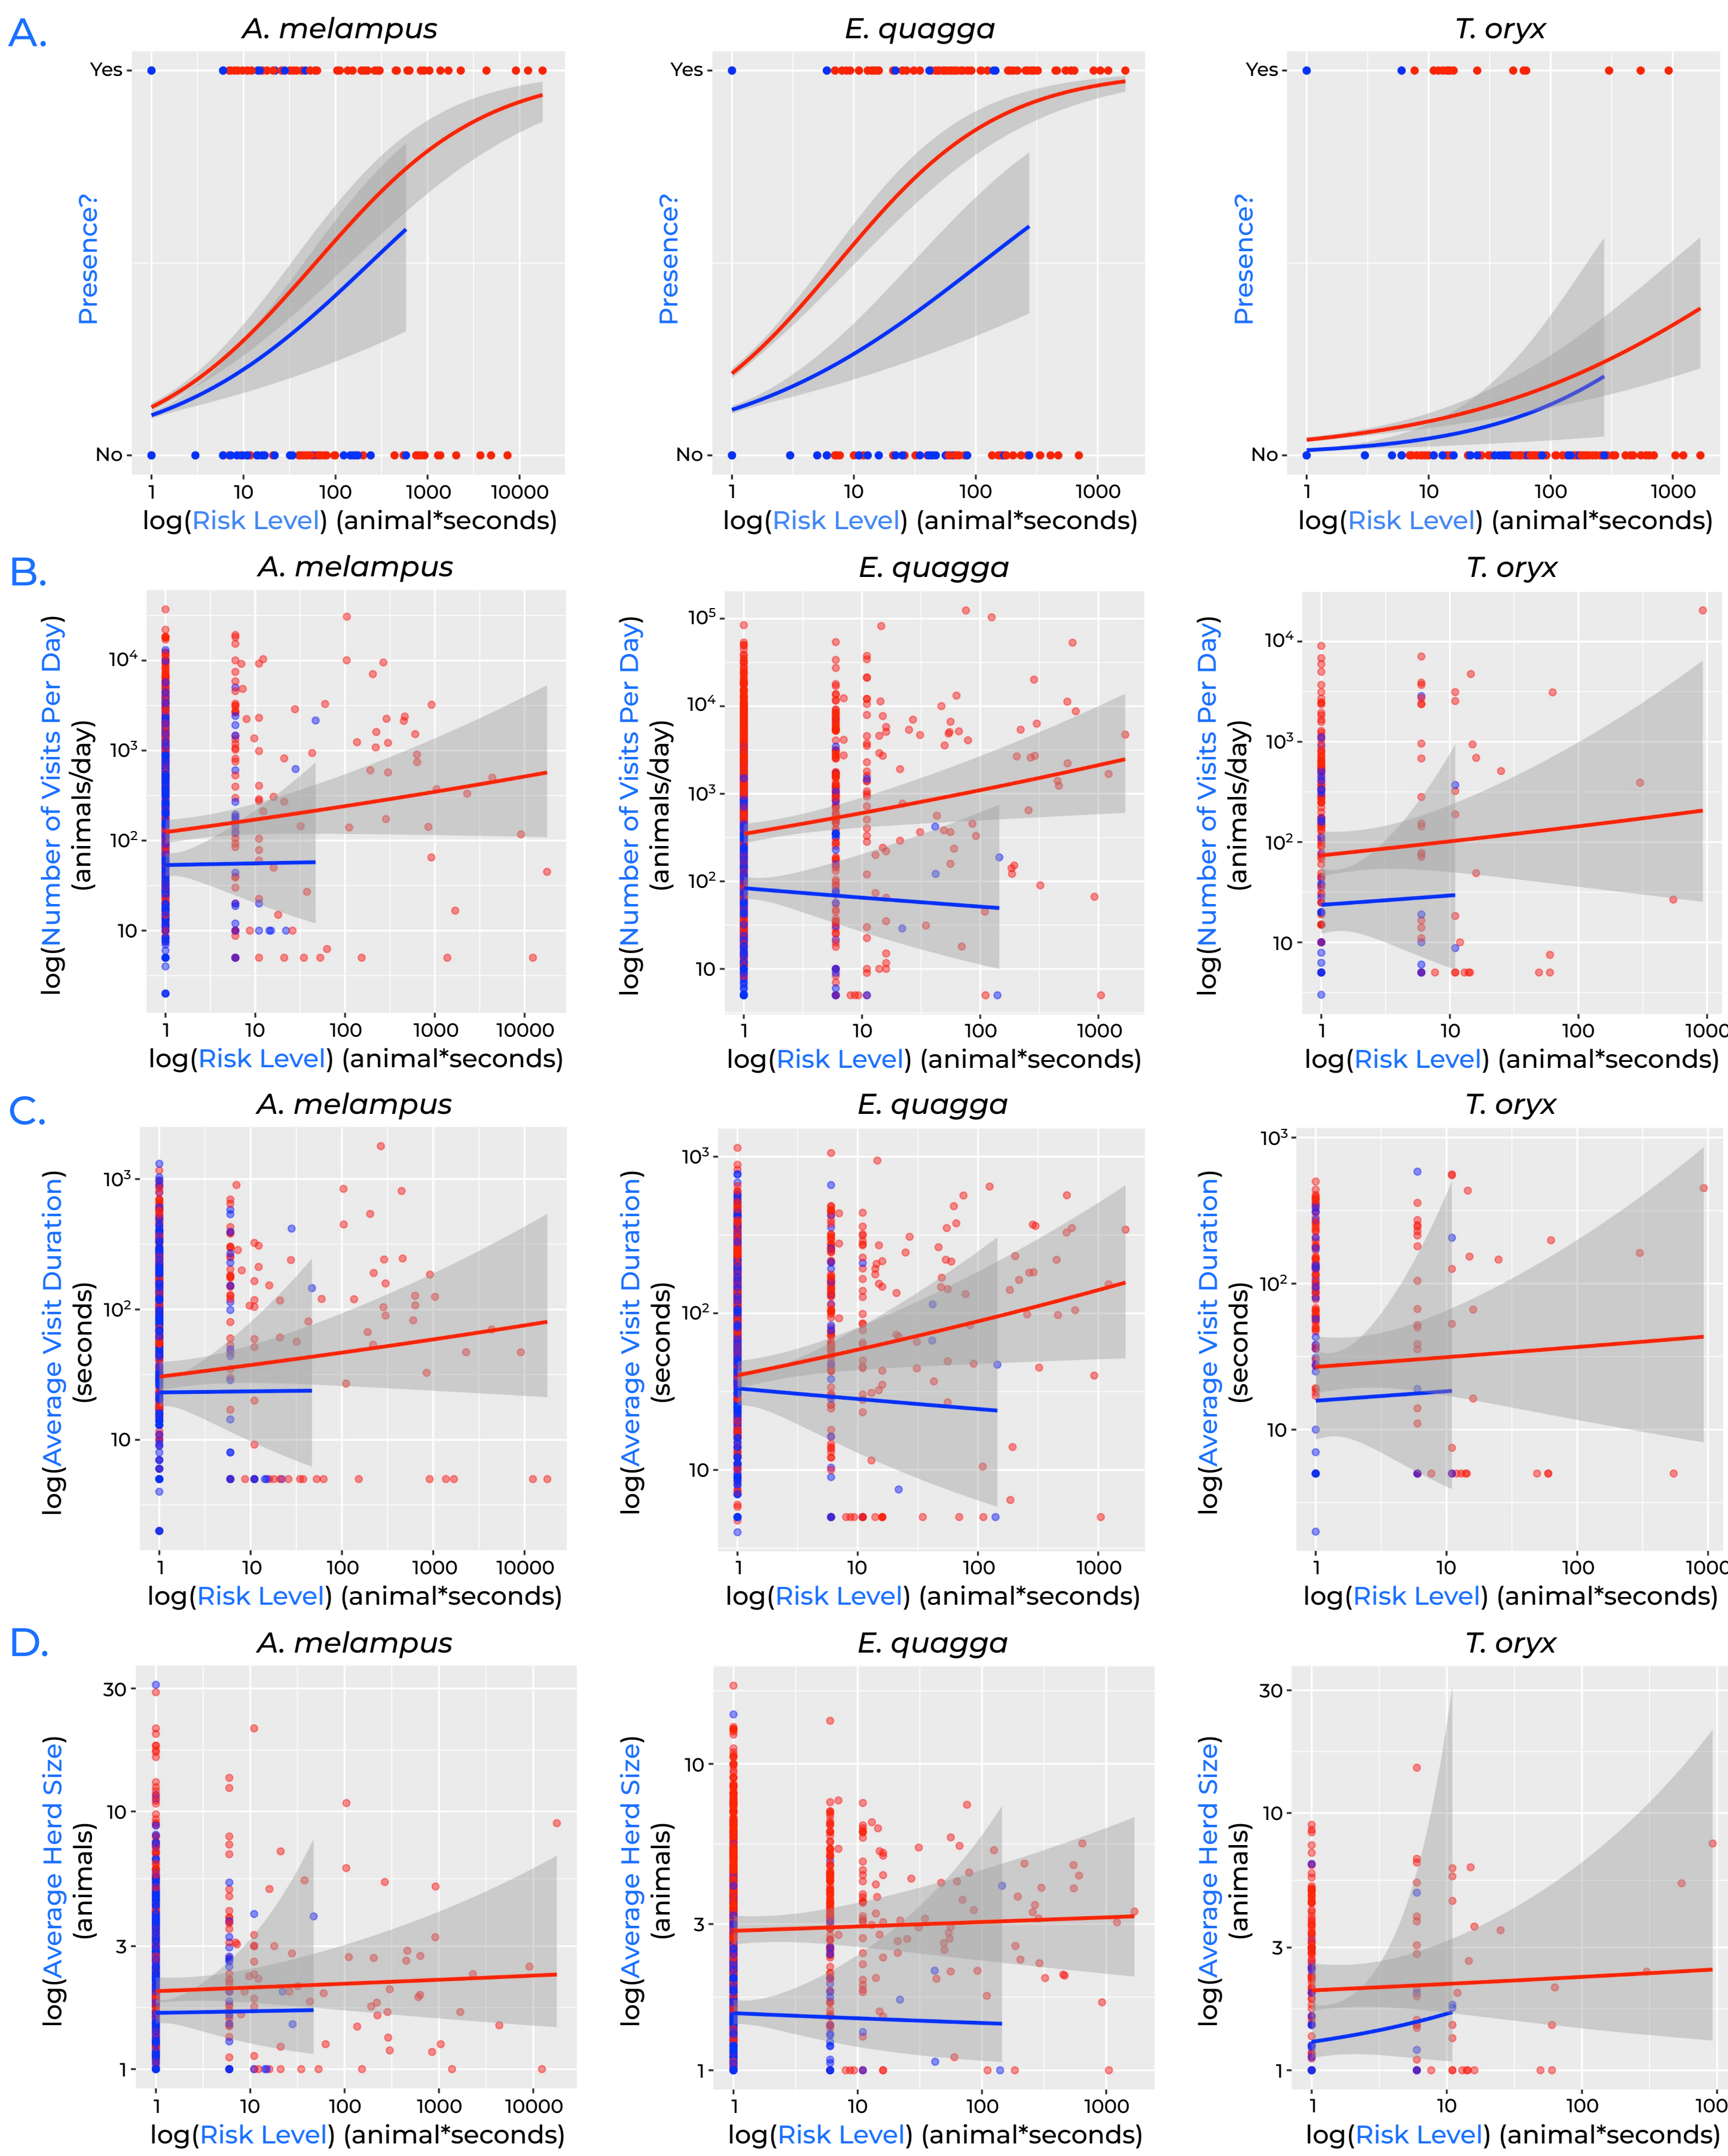 A.
A. melampus
E. quagga
T. oryx
Yes
No
Presence?
1 10 100 1000 10000
log(Risk Level) (animal*seconds)
Yes
No
Presence?
1 10 100 1000
log(Risk Level) (animal*seconds)
Yes
No
Presence?
1 10 100 1000
log(Risk Level) (animal*seconds)
B.
A. melampus
E. quagga
T. oryx
log(Number of Visits Per Day)
(animals/day)
10⁴
10³
10²
10
1 10 100 1000 10000
log(Risk Level) (animal*seconds)
log(Number of Visits Per Day)
(animals/day)
10⁵
10⁴
10³
10²
10
1 10 100 1000
log(Risk Level) (animal*seconds)
log(Number of Visits Per Day)
(animals/day)
10⁴
10³
10²
10
1 10 100 1000
log(Risk Level) (animal*seconds)
C.
A. melampus
E. quagga
T. oryx
log(Average Visit Duration)
(seconds)
10³
10²
10
1 10 100 1000 10000
log(Risk Level) (animal*seconds)
log(Average Visit Duration)
(seconds)
10³
10²
10
1 10 100 1000
log(Risk Level) (animal*seconds)
log(Average Visit Duration)
(seconds)
10³
10²
10
1 10 100 1000
log(Risk Level) (animal*seconds)
D.
A. melampus
E. quagga
T. oryx
log(Average Herd Size)
(animals)
30
10
3
1
1 10 100 1000 10000
log(Risk Level) (animal*seconds)
log(Average Herd Size)
(animals)
10
3
1
1 10 100 1000
log(Risk Level) (animal*seconds)
log(Average Herd Size)
(animals)
30
10
3
1
1 10 100 100
log(Risk Level) (animal*seconds)